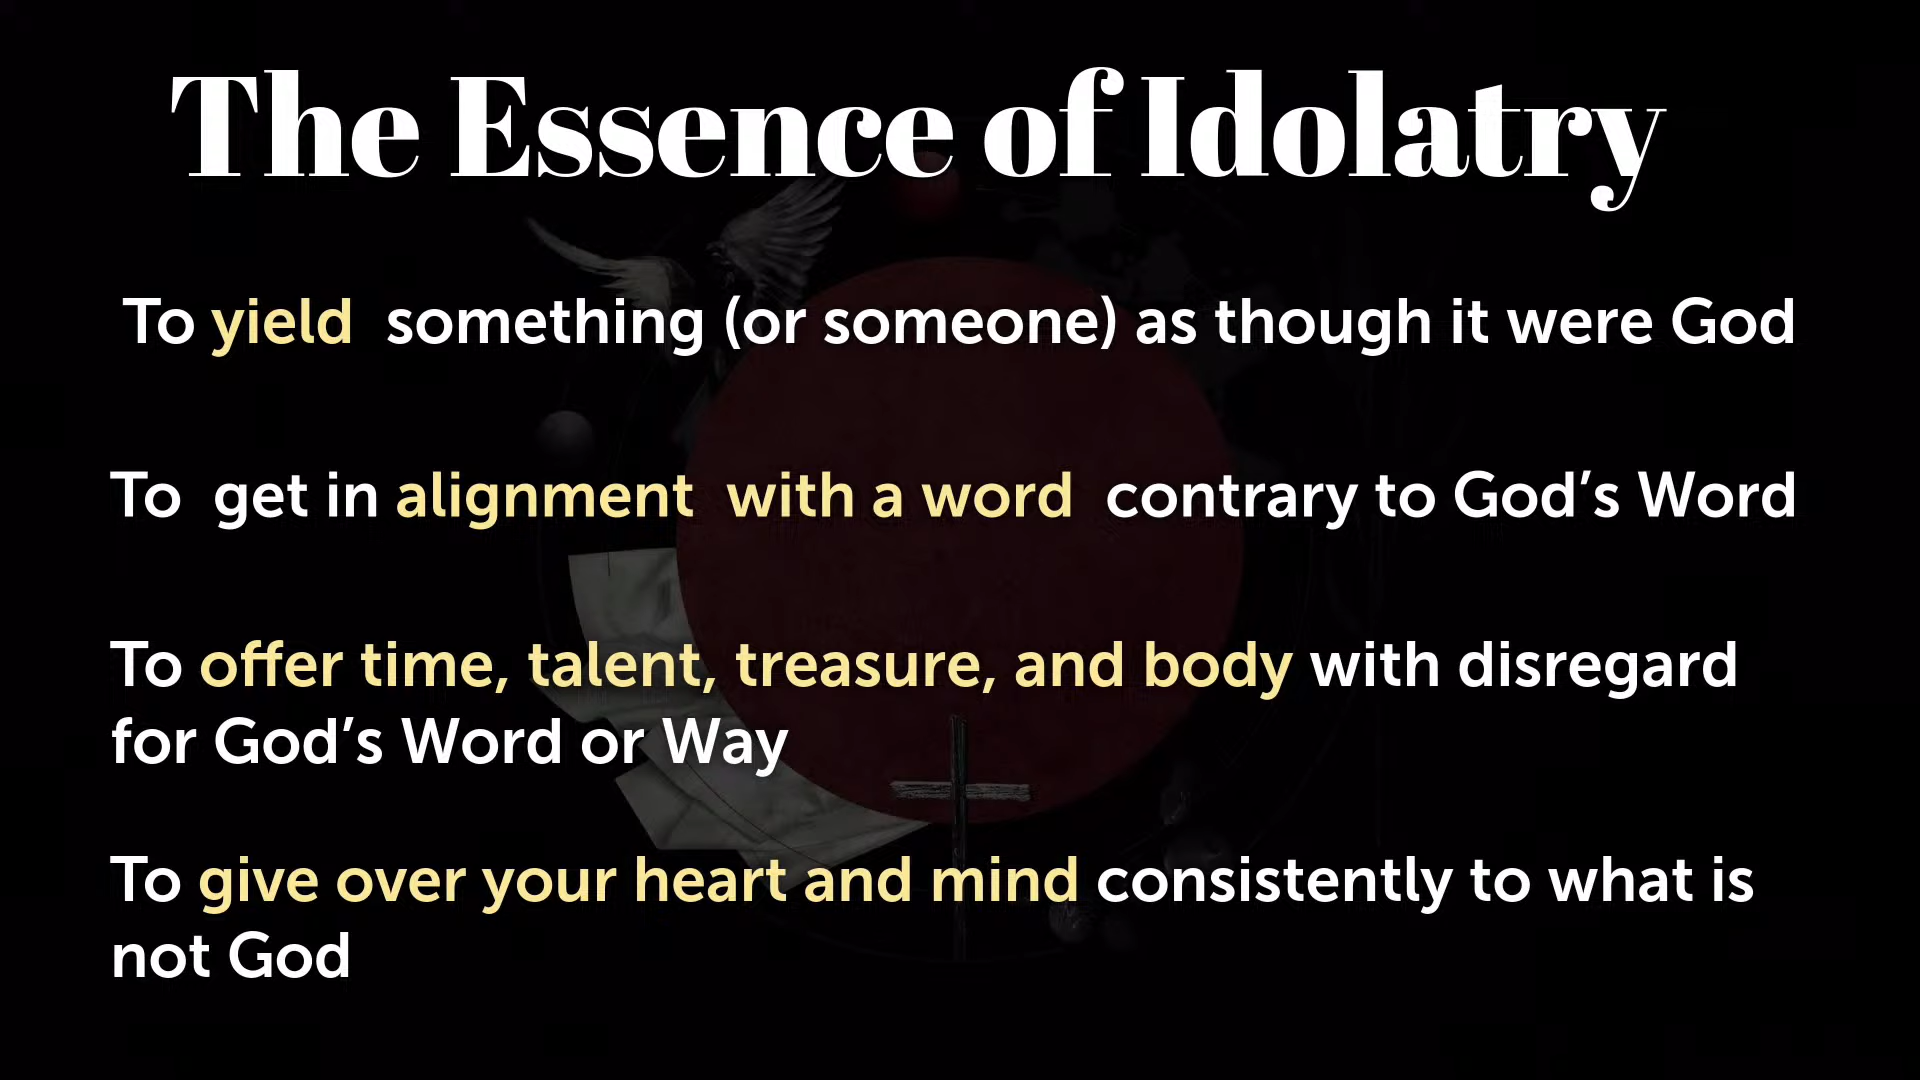 The Essence of Idolatry
To yield something (or someone) as though it were God
To get in alignment with a word contrary to God’s Word
To offer time, talent, treasure, and body with disregard
for God’s Word or Way
To give over your heart and mind consistently to what is
not God